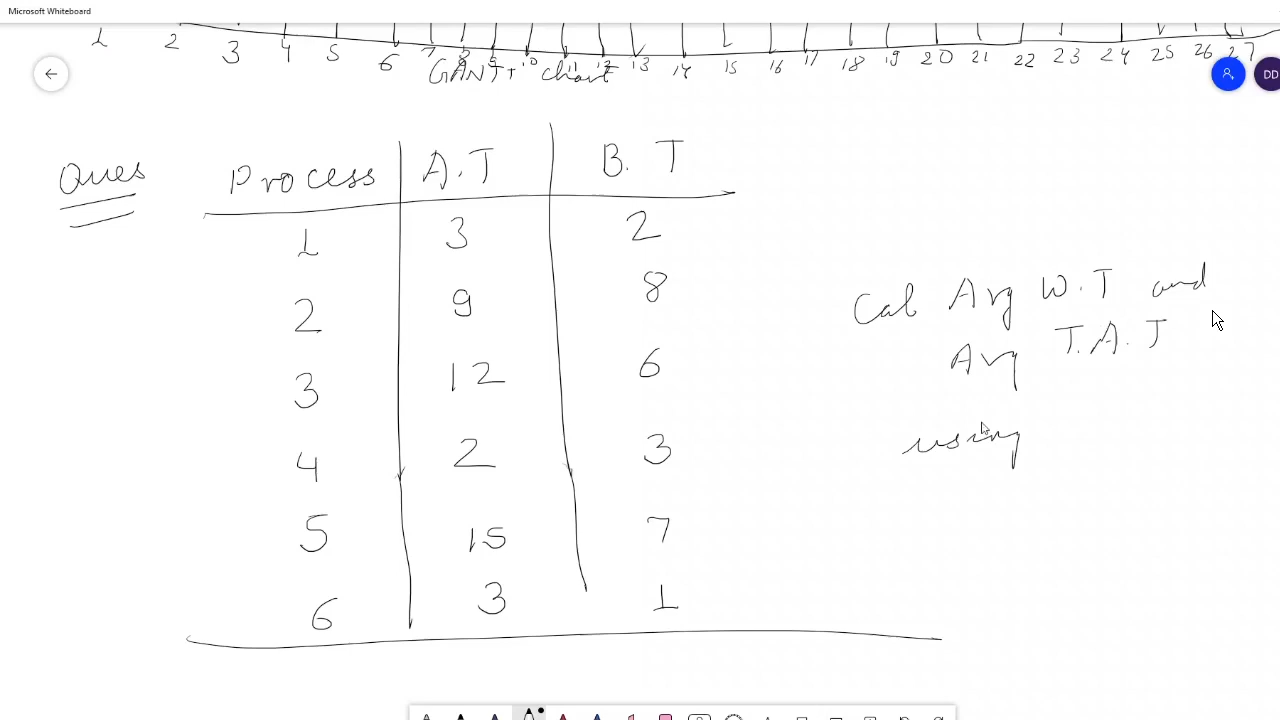 Microsoft Whiteboard
1 2 3 4 5 6 7 8 9 10 11 12 13 14 15 16 17 18 19 20 21 22 23 24 25 26 27
GANTT chart
DD
Ques Process A.T B.T
1 3 2
2 9 8
3 12 6
4 2 3
5 15 7
6 3 1
Cal Avg W.T and
Avg T.A.T
using